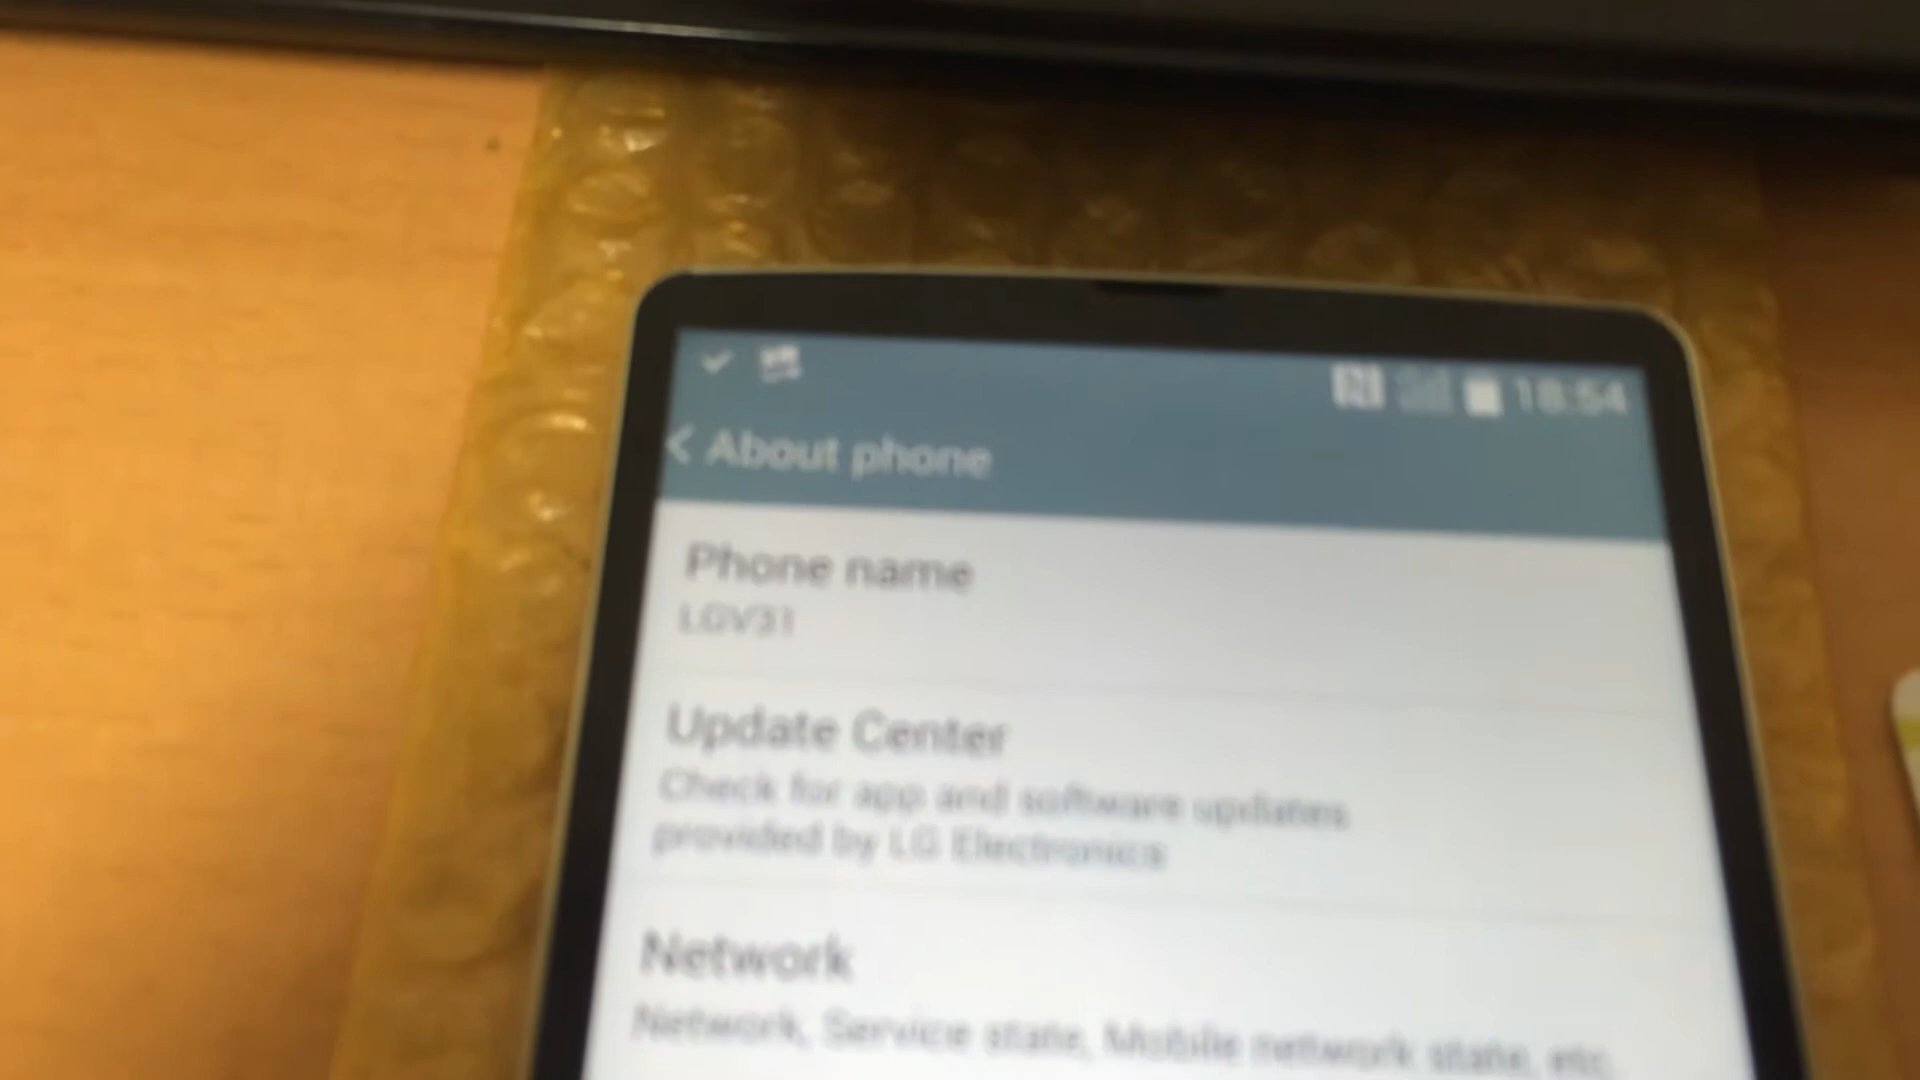 18:54
About phone
Phone name
LGV31
Update Center
Check for app and software updates
provided by LG Electronics
Network
Network, Service state, Mobile network state, etc.